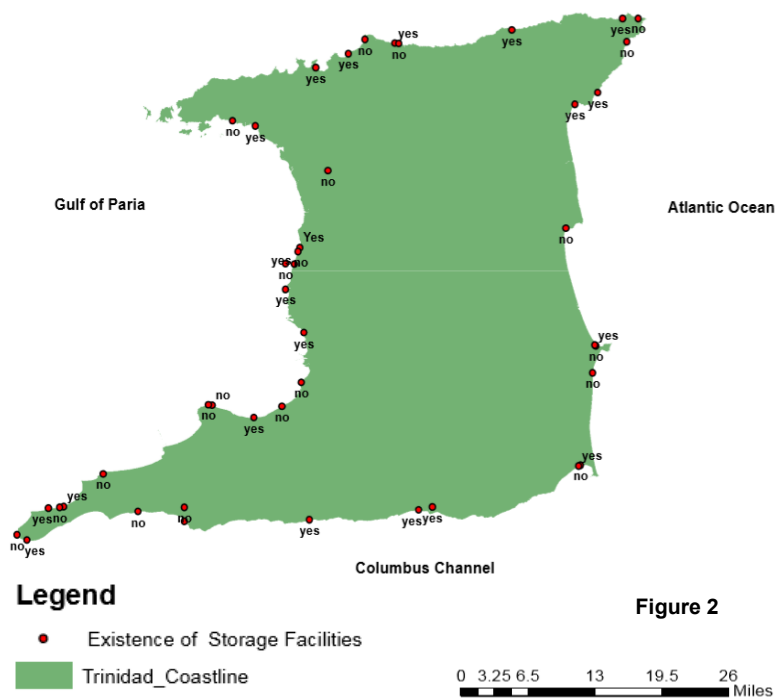 yes no
yes
no
yes
no
yes
no
yes
yes
yes
no
yes
no
Gulf of Paria
Atlantic Ocean
no
Yes
yes no
no
yes
yes
yes
no
no
no
no
no
no
yes
yes
no
no
yes
yes no
no
no
yes
yes yes
no
yes
Columbus Channel
Legend
Figure 2
Existence of Storage Facilities
Trinidad_Coastline
0 3.25 6.5 13 19.5 26
Miles